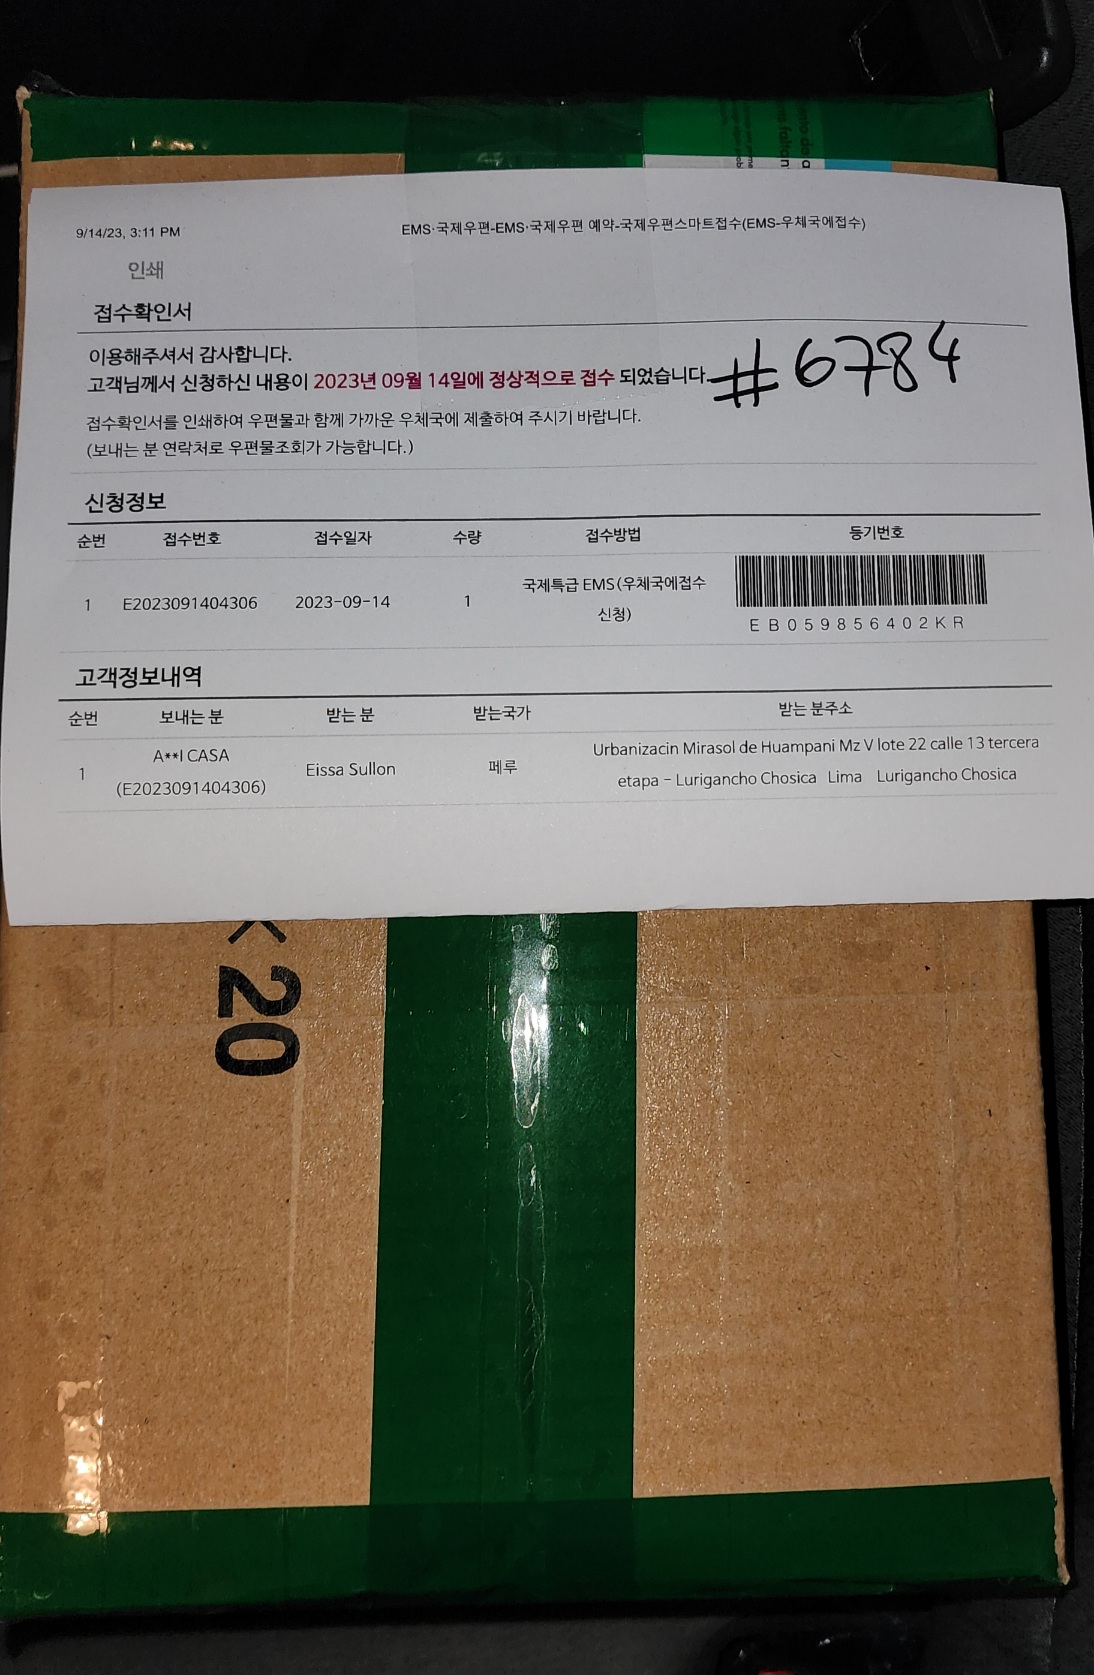 9/14/23, 3:11 PM
EMS·국제우편-EMS·국제우편 예약-국제우편스마트접수(EMS-우체국에접수)
인쇄
접수확인서
이용해주셔서 감사합니다.
고객님께서 신청하신 내용이 2023년 09월 14일에 정상적으로 접수 되었습니다.
#6784
접수확인서를 인쇄하여 우편물과 함께 가까운 우체국에 제출하여 주시기 바랍니다.
(보내는 분 연락처로 우편물조회가 가능합니다.)
신청정보
순번 접수번호 접수일자 수량 접수방법 등기번호
1 E2023091404306 2023-09-14 1 국제특급 EMS(우체국에접수
신청)
EB059856402KR
고객정보내역
순번 보내는 분 받는 분 받는국가 받는 분주소
1 A**I CASA
(E2023091404306)
Eissa Sullon 페루
Urbanizacin Mirasol de Huampani Mz V lote 22 calle 13 tercera
etapa - Lurigancho Chosica Lima Lurigancho Chosica
20